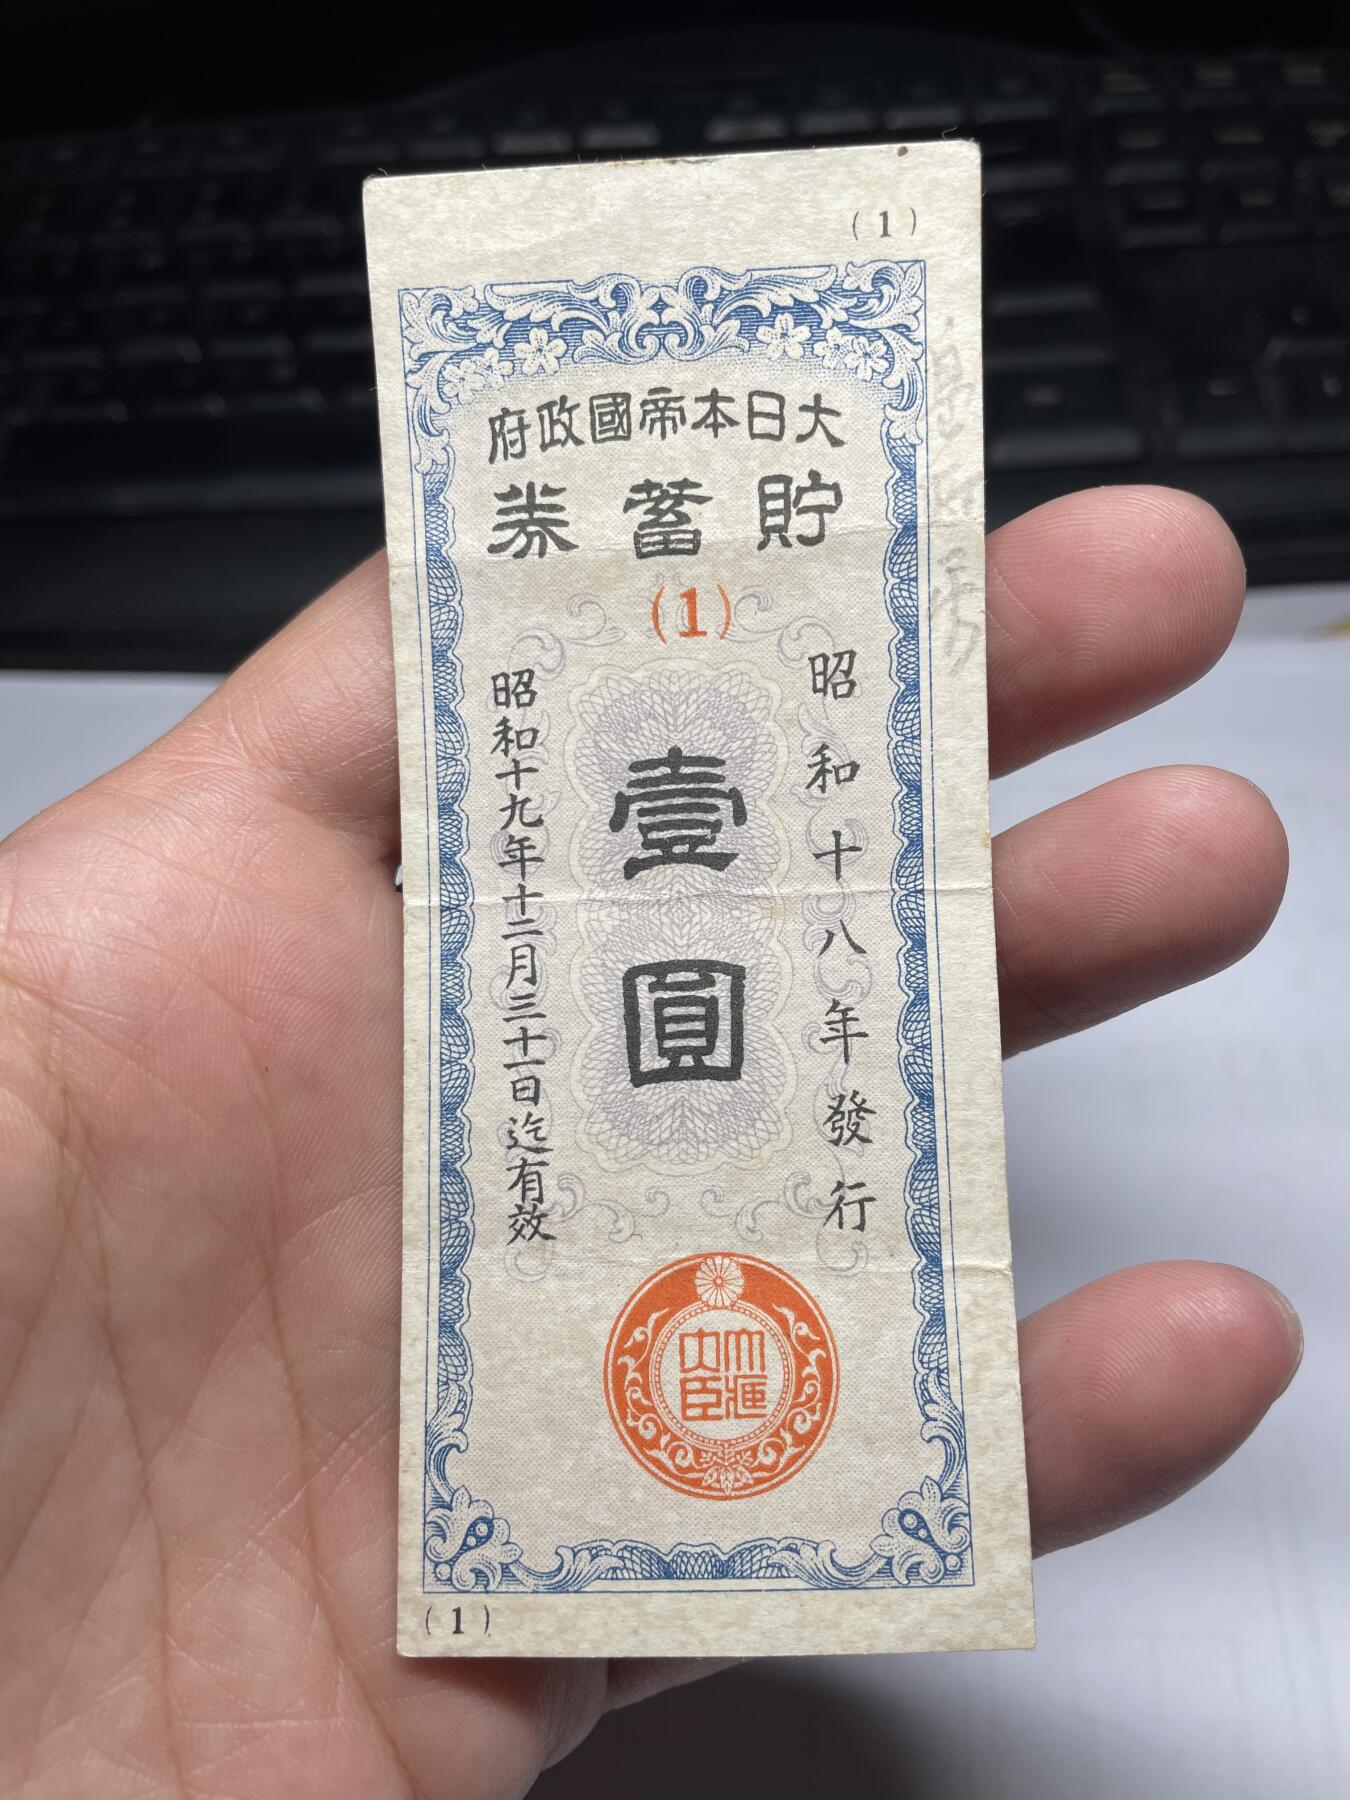 (1)
大日本帝國政府
貯蓄券
(1)
昭和十八年發行
壹圓
昭和十九年十二月三十一日迄有效
大藏大臣
(1)